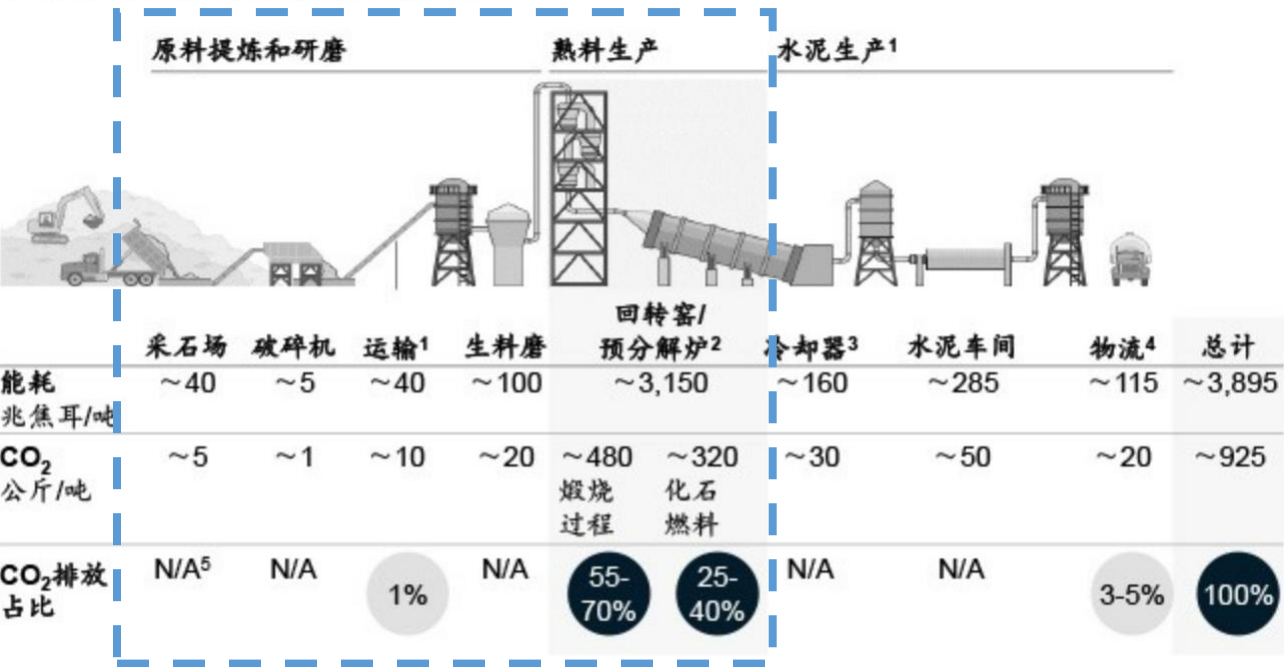 原料提炼和研磨 熟料生产 水泥生产¹
回转窑/
采石场 破碎机 运输¹ 生料磨 预分解炉² 冷却器³ 水泥车间 物流⁴ 总计
能耗 ~40 ~5 ~40 ~100 ~3,150 ~160 ~285 ~115 ~3,895
兆焦耳/吨
CO₂ ~5 ~1 ~10 ~20 ~480 ~320 ~30 ~50 ~20 ~925
公斤/吨 煅烧 化石
过程 燃料
CO₂排放 N/A⁵ N/A 1% N/A 55- 25- N/A N/A 3-5% 100%
占比 70% 40%